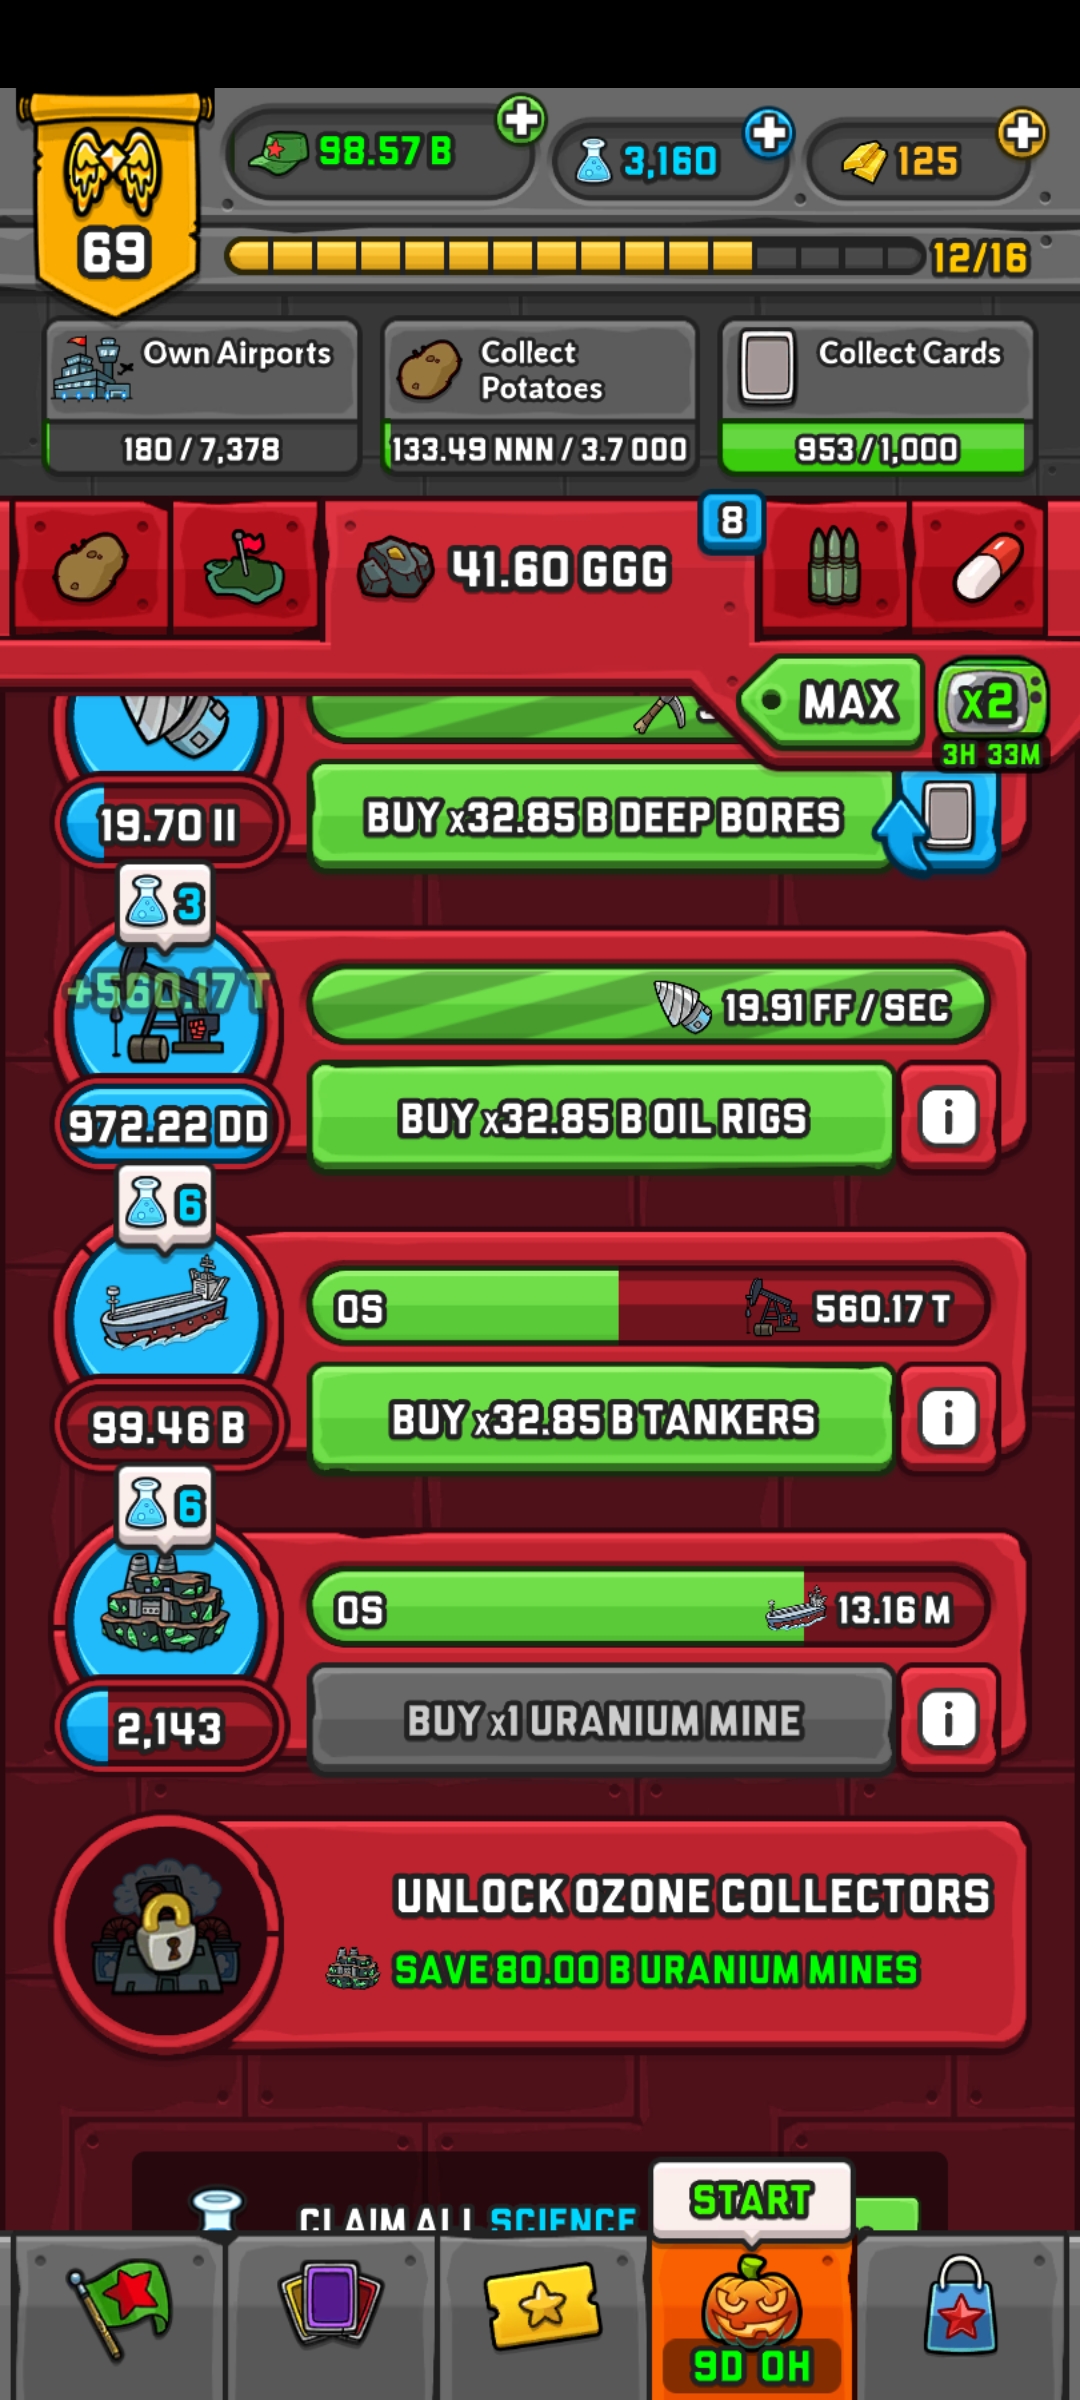 98.57 B
3,160
125
69
12/16
Own Airports
180 / 7,378
Collect
Potatoes
133.49 NNN / 3.7 OOO
Collect Cards
953 / 1,000
41.60 GGG
8
MAX
x2
3H 33M
19.70 II
BUY x32.85 B DEEP BORES
3
+560.17 T
19.91 FF / SEC
972.22 DD
BUY x32.85 B OIL RIGS
i
6
0S
560.17 T
99.46 B
BUY x32.85 B TANKERS
i
6
0S
13.16 M
2,143
BUY x1 URANIUM MINE
i
UNLOCK OZONE COLLECTORS
SAVE 80.00 B URANIUM MINES
CLAIM ALL SCIENCE
START
9D 0H